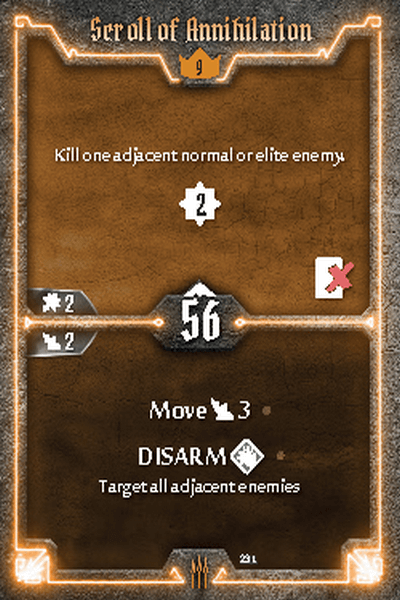 Scroll of Annihilation
9
Kill one adjacent normal or elite enemy.
2
2
56
2
Move 3
DISARM
Target all adjacent enemies
231